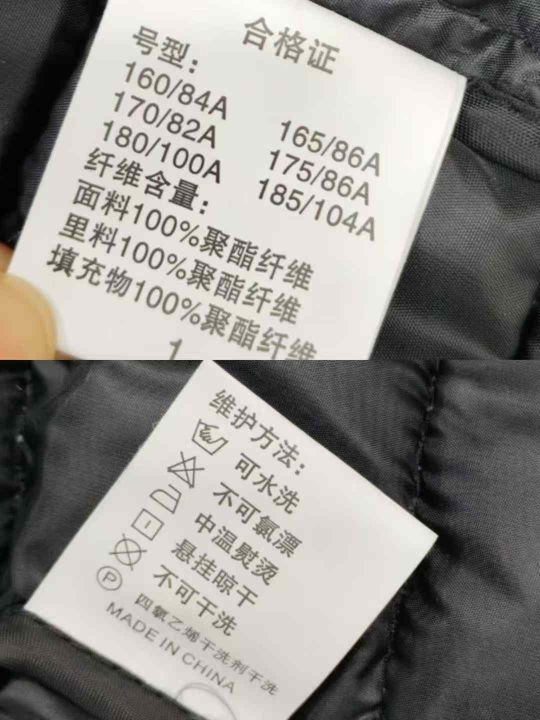 合格证
号型：
160/84A 165/86A
170/82A 175/86A
180/100A 185/104A
纤维含量：
面料100%聚酯纤维
里料100%聚酯纤维
填充物100%聚酯纤维
1
维护方法：
可水洗
不可氯漂
中温熨烫
悬挂晾干
不可干洗
P 四氧乙烯干洗剂干洗
MADE IN CHINA